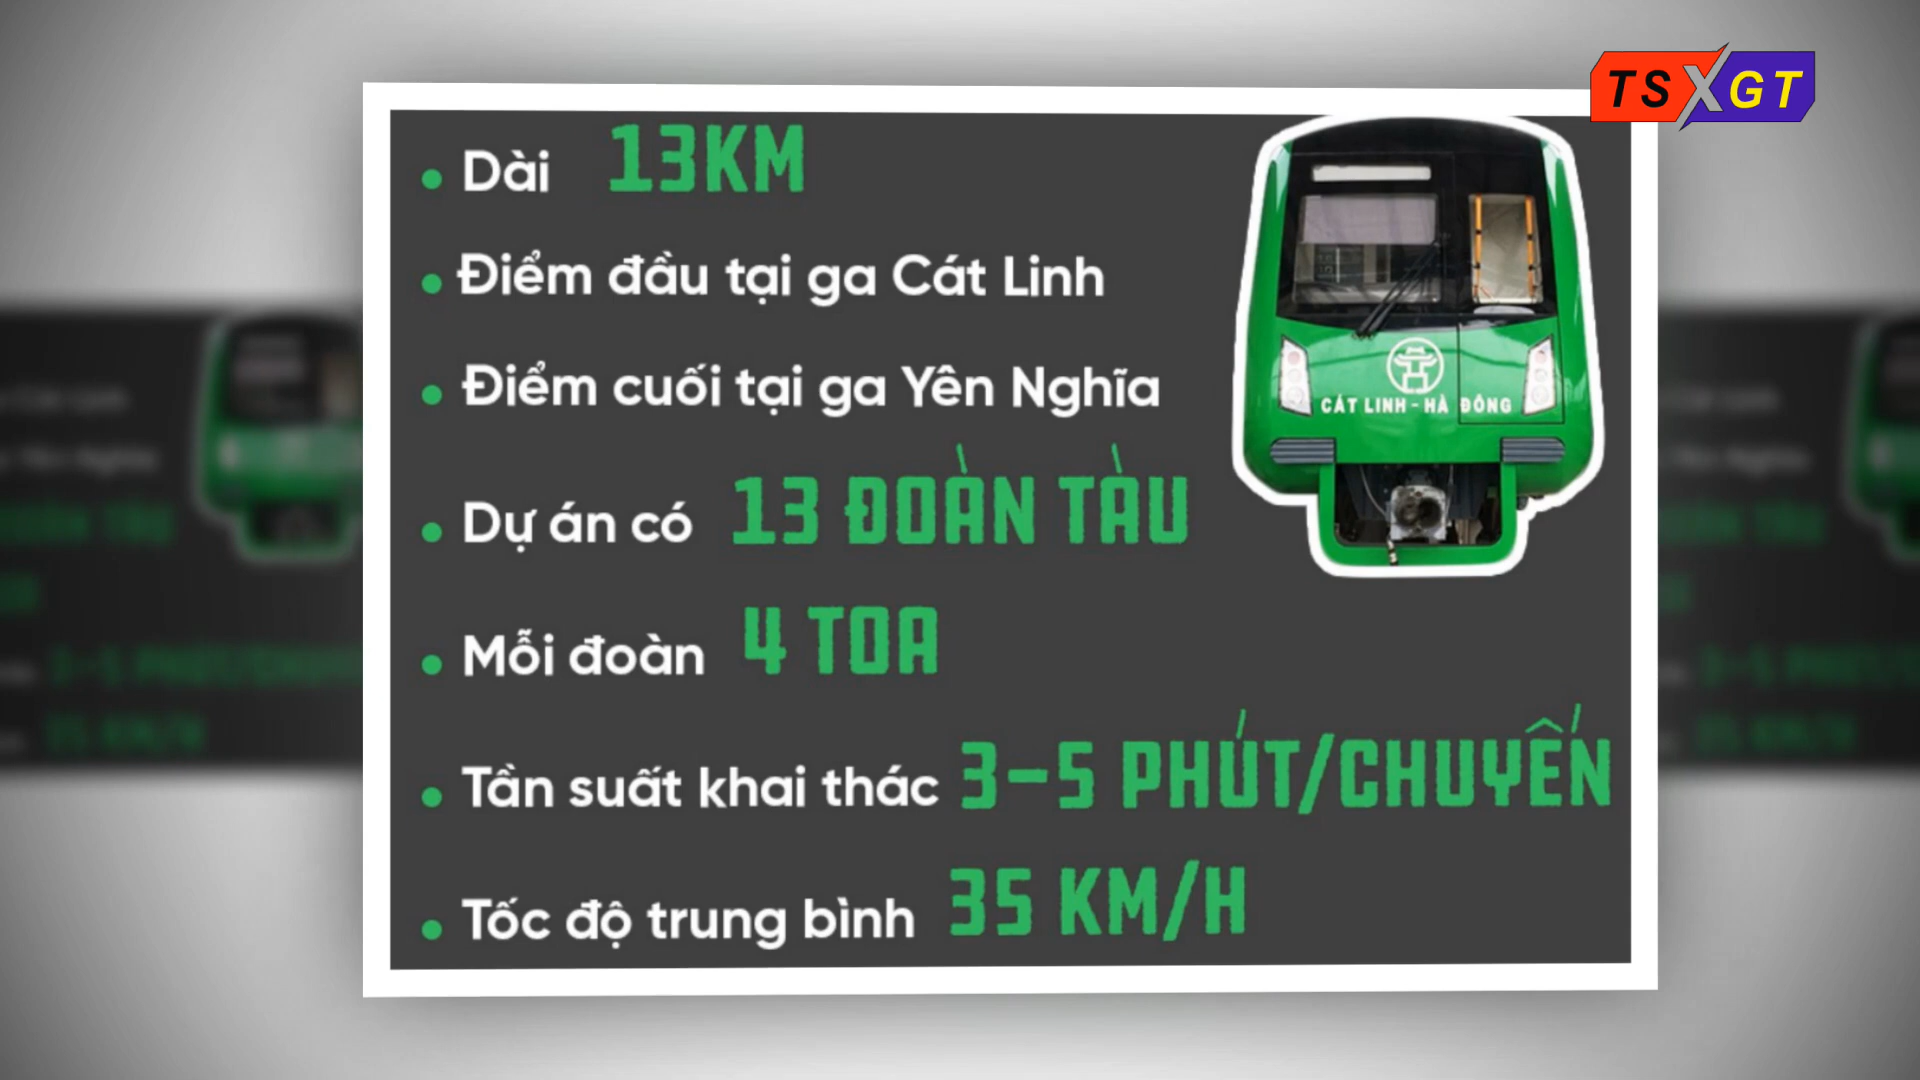 TSXGT
Dài 13KM
Điểm đầu tại ga Cát Linh
Điểm cuối tại ga Yên Nghĩa
CÁT LINH - HÀ ĐÔNG
Dự án có 13 ĐOÀN TÀU
Mỗi đoàn 4 TOA
Tần suất khai thác 3-5 PHÚT/CHUYẾN
Tốc độ trung bình 35 KM/H